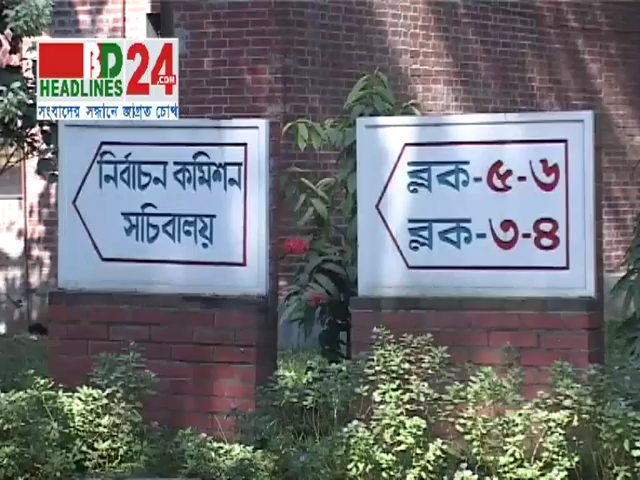 BD 24
HEADLINES .COM
সংবাদের সন্ধানে জাগ্রত চোখ
নির্বাচন কমিশন
সচিবালয়
ব্লক-৫-৬
ব্লক-৩-৪